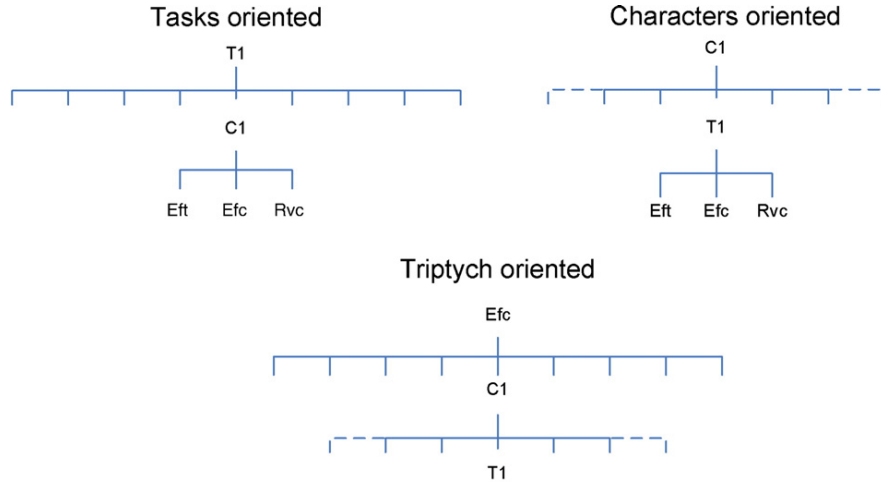 Tasks oriented
T1
C1
Eft Efc Rvc
Characters oriented
C1
T1
Eft Efc Rvc
Triptych oriented
Efc
C1
T1